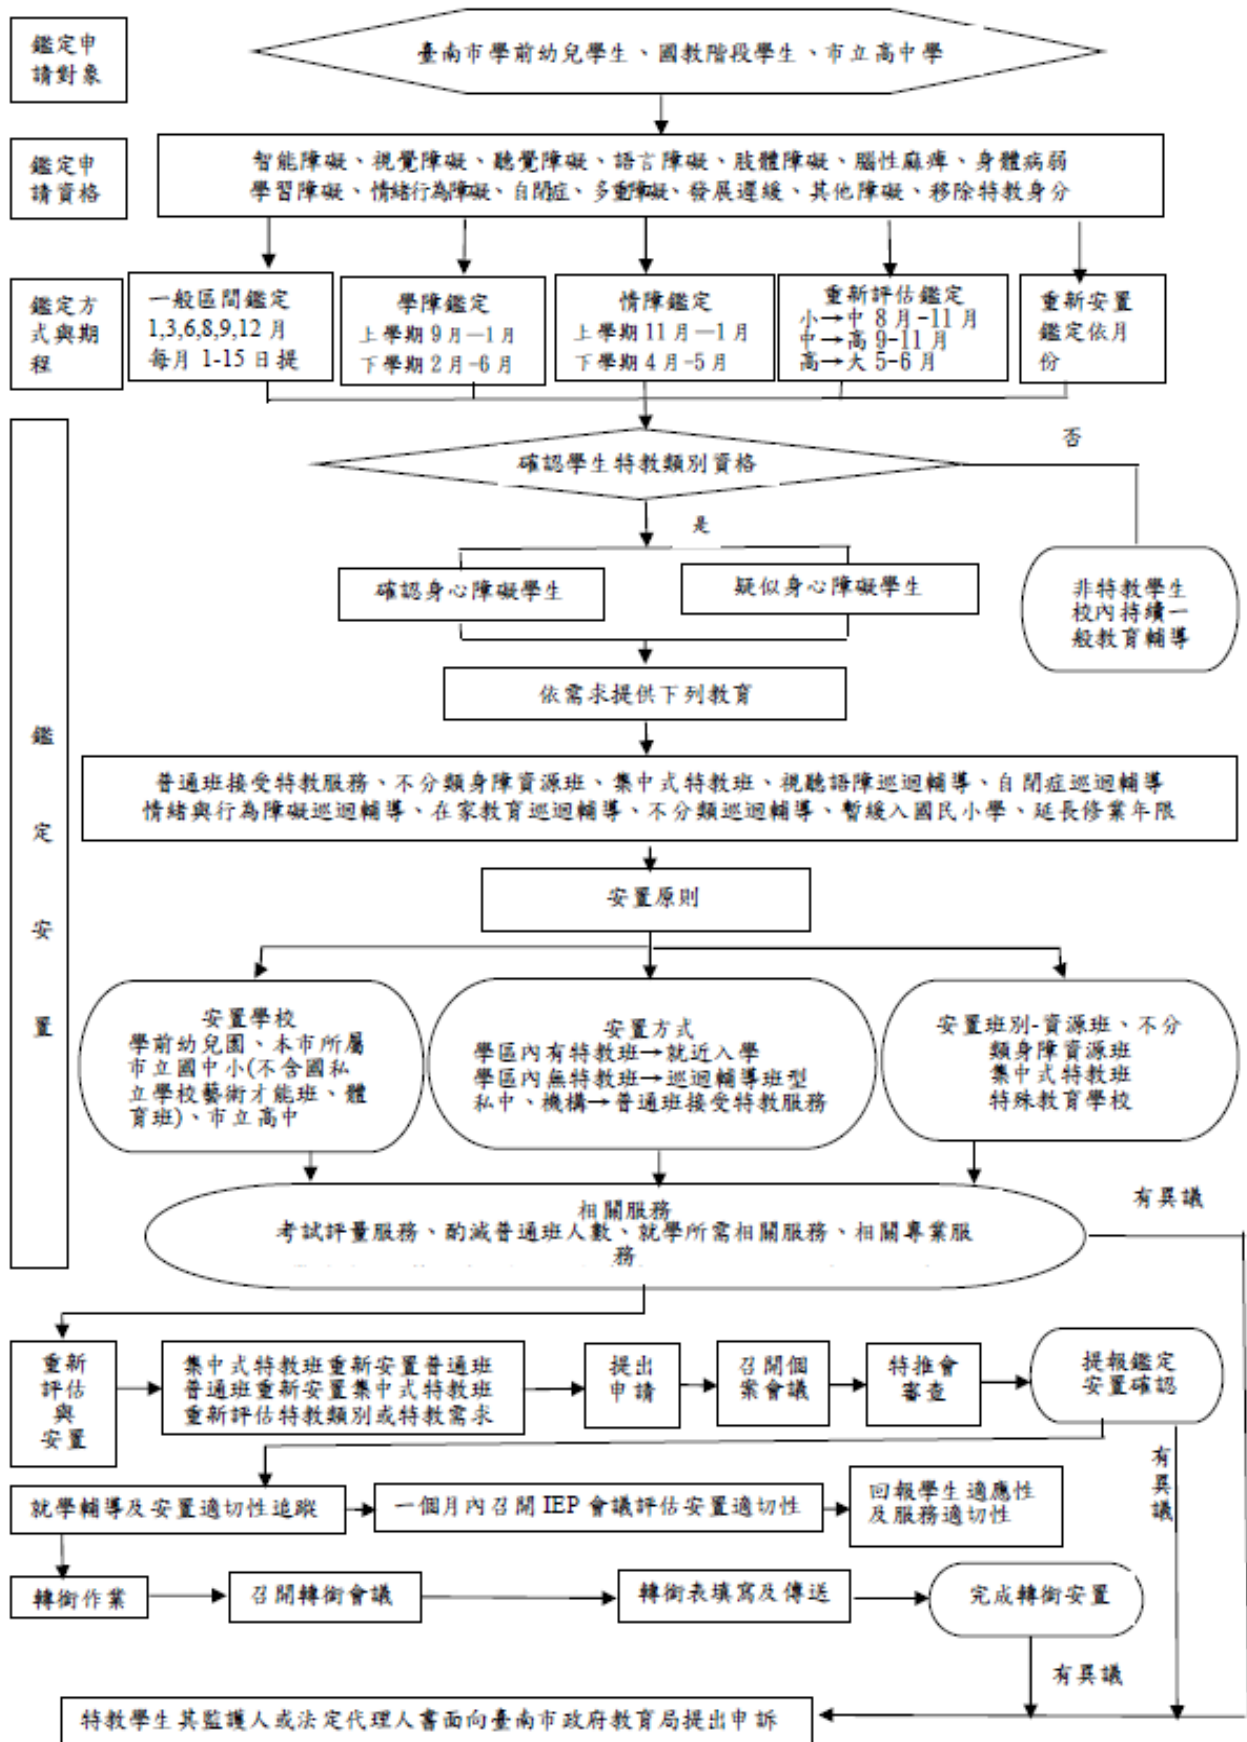 鑑定申
請對象
臺南市學前幼兒學生、國教階段學生、市立高中學
鑑定申
請資格
智能障礙、視覺障礙、聽覺障礙、語言障礙、肢體障礙、腦性麻痺、身體病弱
學習障礙、情緒行為障礙、自閉症、多重障礙、發展遲緩、其他障礙、移除特教身分
鑑定方
式與期
程
一般區間鑑定
1,3,6,8,9,12 月
每月 1-15 日提
學障鑑定
上學期 9 月—1 月
下學期 2 月-6 月
情障鑑定
上學期 11 月—1 月
下學期 4 月-5 月
重新評估鑑定
小→中 8 月-11 月
中→高 9-11 月
高→大 5-6 月
重新安置
鑑定依月
份
鑑
定
安
置
確認學生特教類別資格
否
是
確認身心障礙學生
疑似身心障礙學生
非特教學生
校內持續一
般教育輔導
依需求提供下列教育
普通班接受特教服務、不分類身障資源班、集中式特教班、視聽語障巡迴輔導、自閉症巡迴輔導
情緒與行為障礙巡迴輔導、在家教育巡迴輔導、不分類巡迴輔導、暫緩入國民小學、延長修業年限
安置原則
安置學校
學前幼兒園、本市所屬
市立國中小(不含國私
立學校藝術才能班、體
育班)、市立高中
安置方式
學區內有特教班→就近入學
學區內無特教班→巡迴輔導班型
私中、機構→普通班接受特教服務
安置班別-資源班、不分
類身障資源班
集中式特教班
特殊教育學校
相關服務
考試評量服務、酌減普通班人數、就學所需相關服務、相關專業服
務
有異議
重新
評估
與
安置
集中式特教班重新安置普通班
普通班重新安置集中式特教班
重新評估特教類別或特教需求
提出
申請
召開個
案會議
特推會
審查
提報鑑定
安置確認
有
異
議
就學輔導及安置適切性追蹤
一個月內召開 IEP 會議評估安置適切性
回報學生適應性
及服務適切性
轉銜作業
召開轉銜會議
轉銜表填寫及傳送
完成轉銜安置
有異議
特教學生其監護人或法定代理人書面向臺南市政府教育局提出申訴